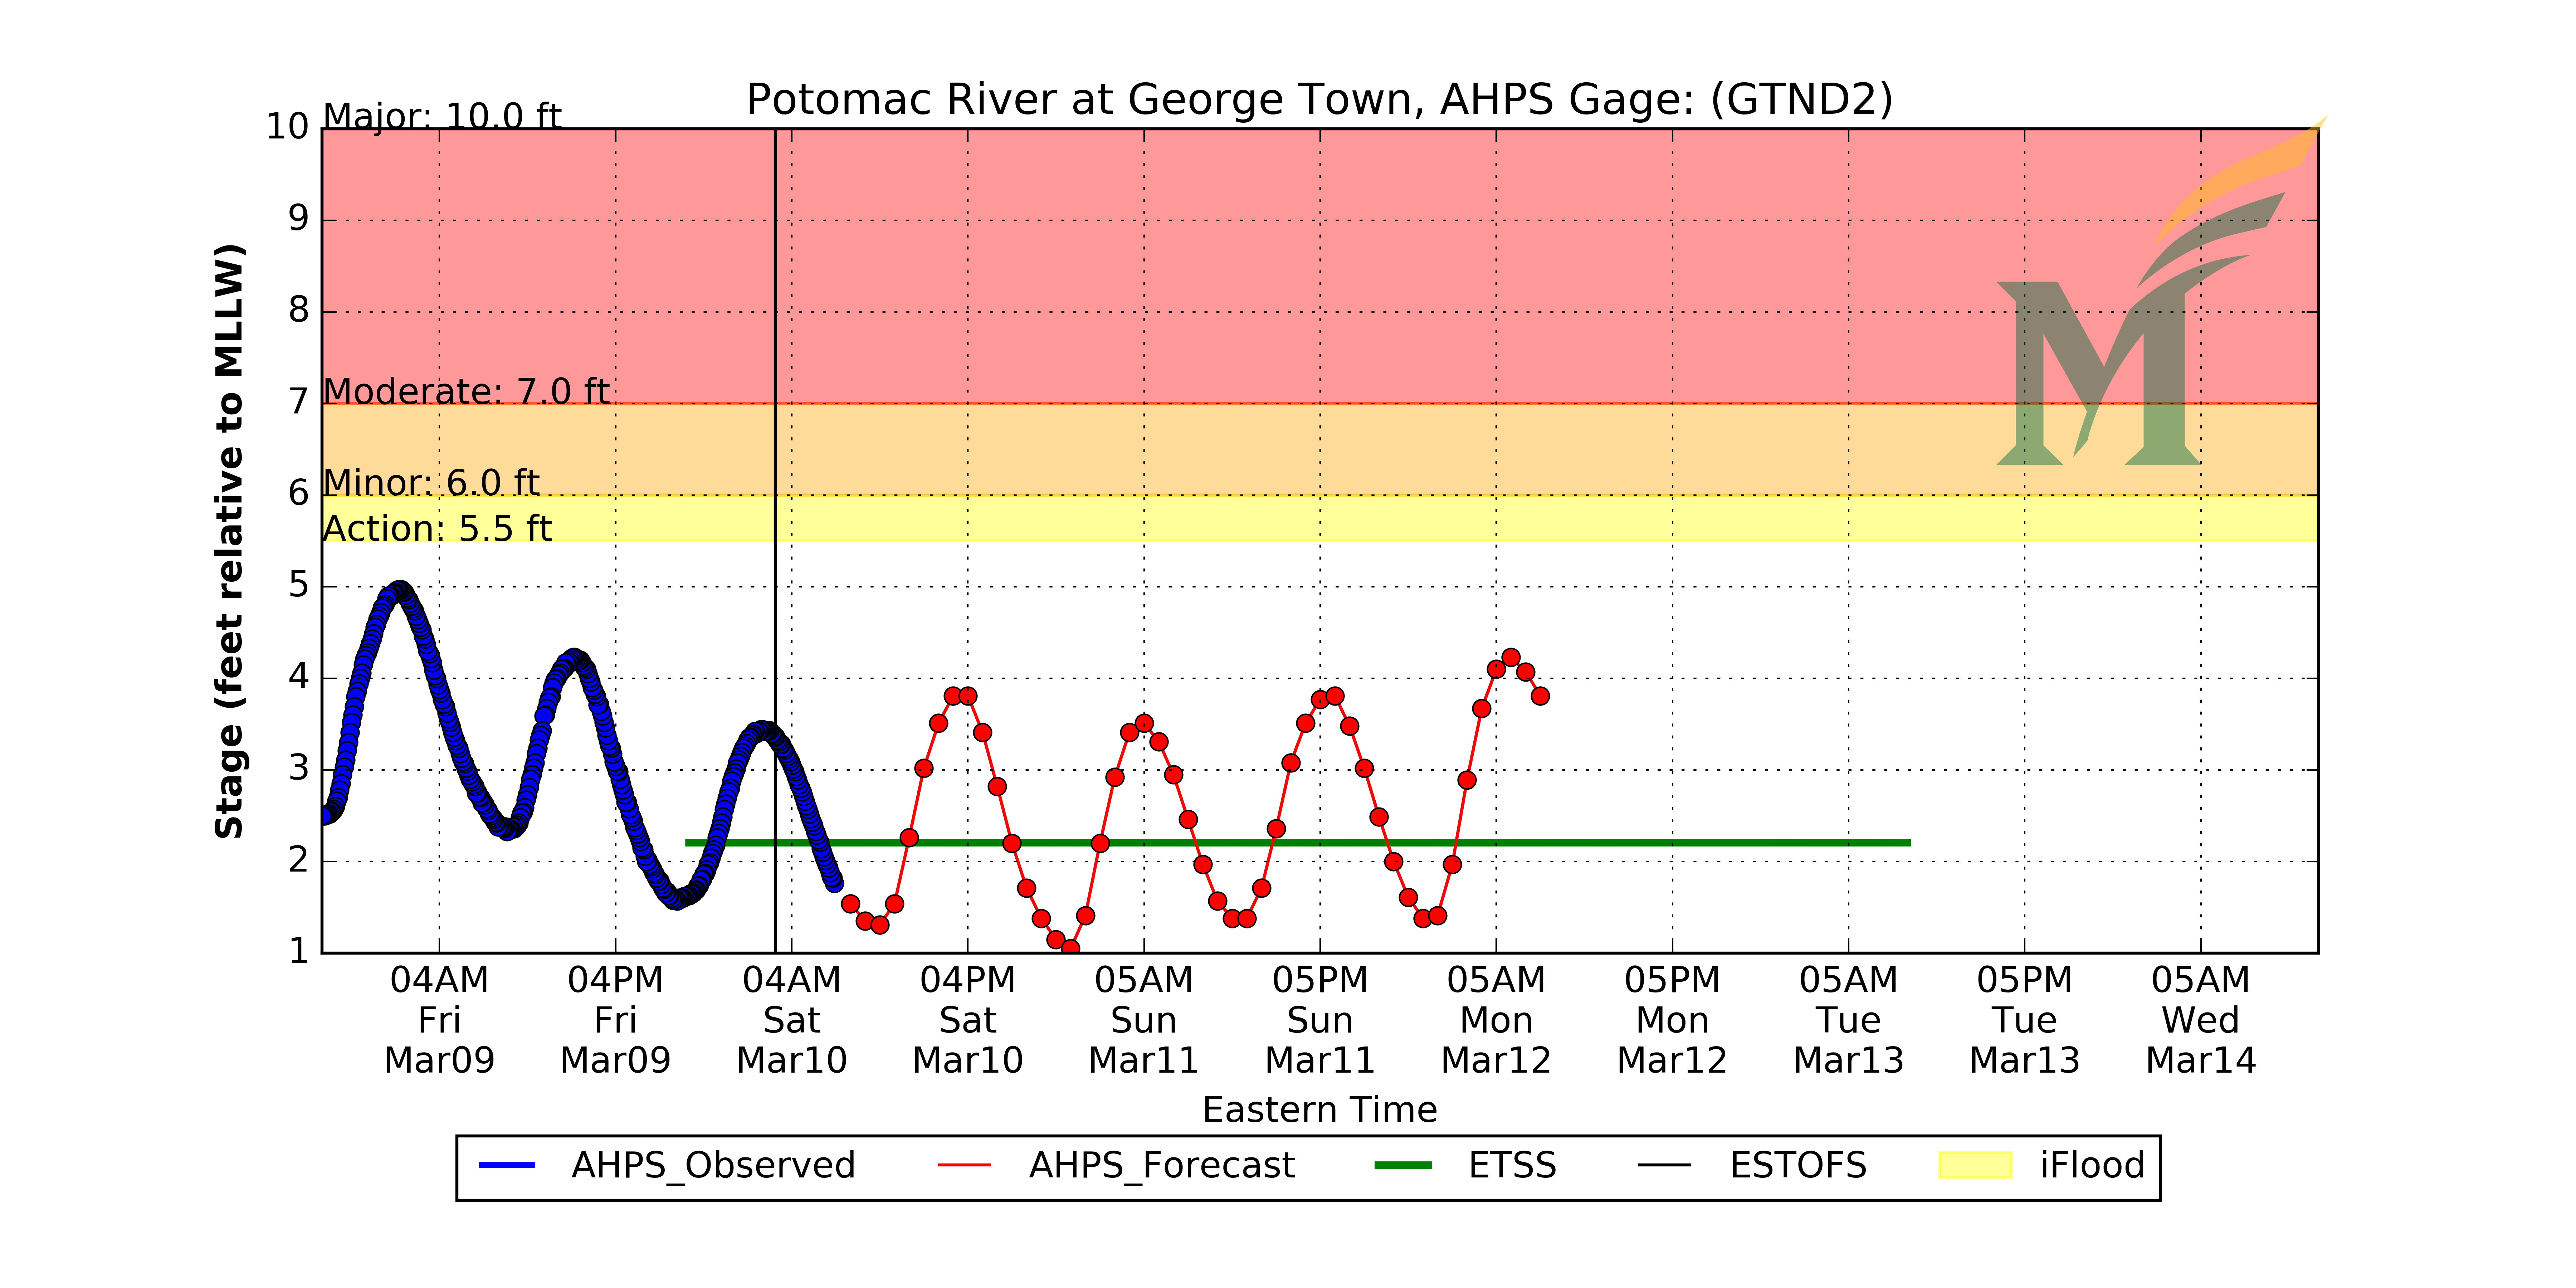 Potomac River at George Town, AHPS Gage: (GTND2)
Major: 10.0 ft
Moderate: 7.0 ft
Minor: 6.0 ft
Action: 5.5 ft
Stage (feet relative to MLLW)
10
9
8
7
6
5
4
3
2
1
04AM 04PM 04AM 04PM 05AM 05PM 05AM 05PM 05AM 05PM 05AM
Fri Fri Sat Sat Sun Sun Mon Mon Tue Tue Wed
Mar09 Mar09 Mar10 Mar10 Mar11 Mar11 Mar12 Mar12 Mar13 Mar13 Mar14
Eastern Time
AHPS_Observed AHPS_Forecast ETSS ESTOFS iFlood
M